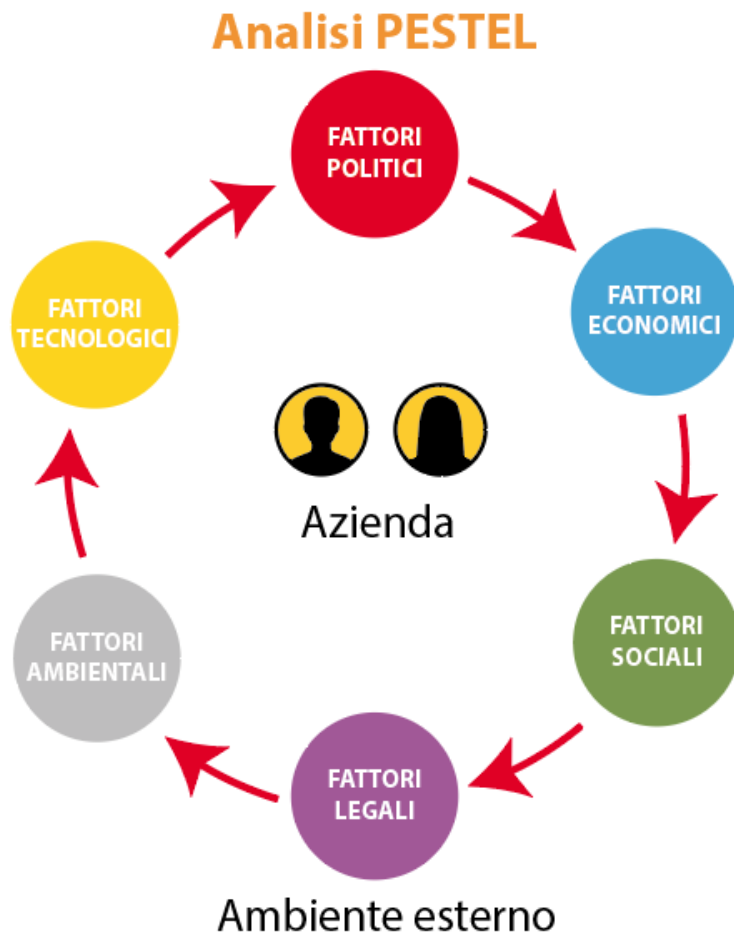 Analisi PESTEL
FATTORI
POLITICI
FATTORI
ECONOMICI
FATTORI
SOCIALI
FATTORI
LEGALI
FATTORI
AMBIENTALI
FATTORI
TECNOLOGICI
Azienda
Ambiente esterno